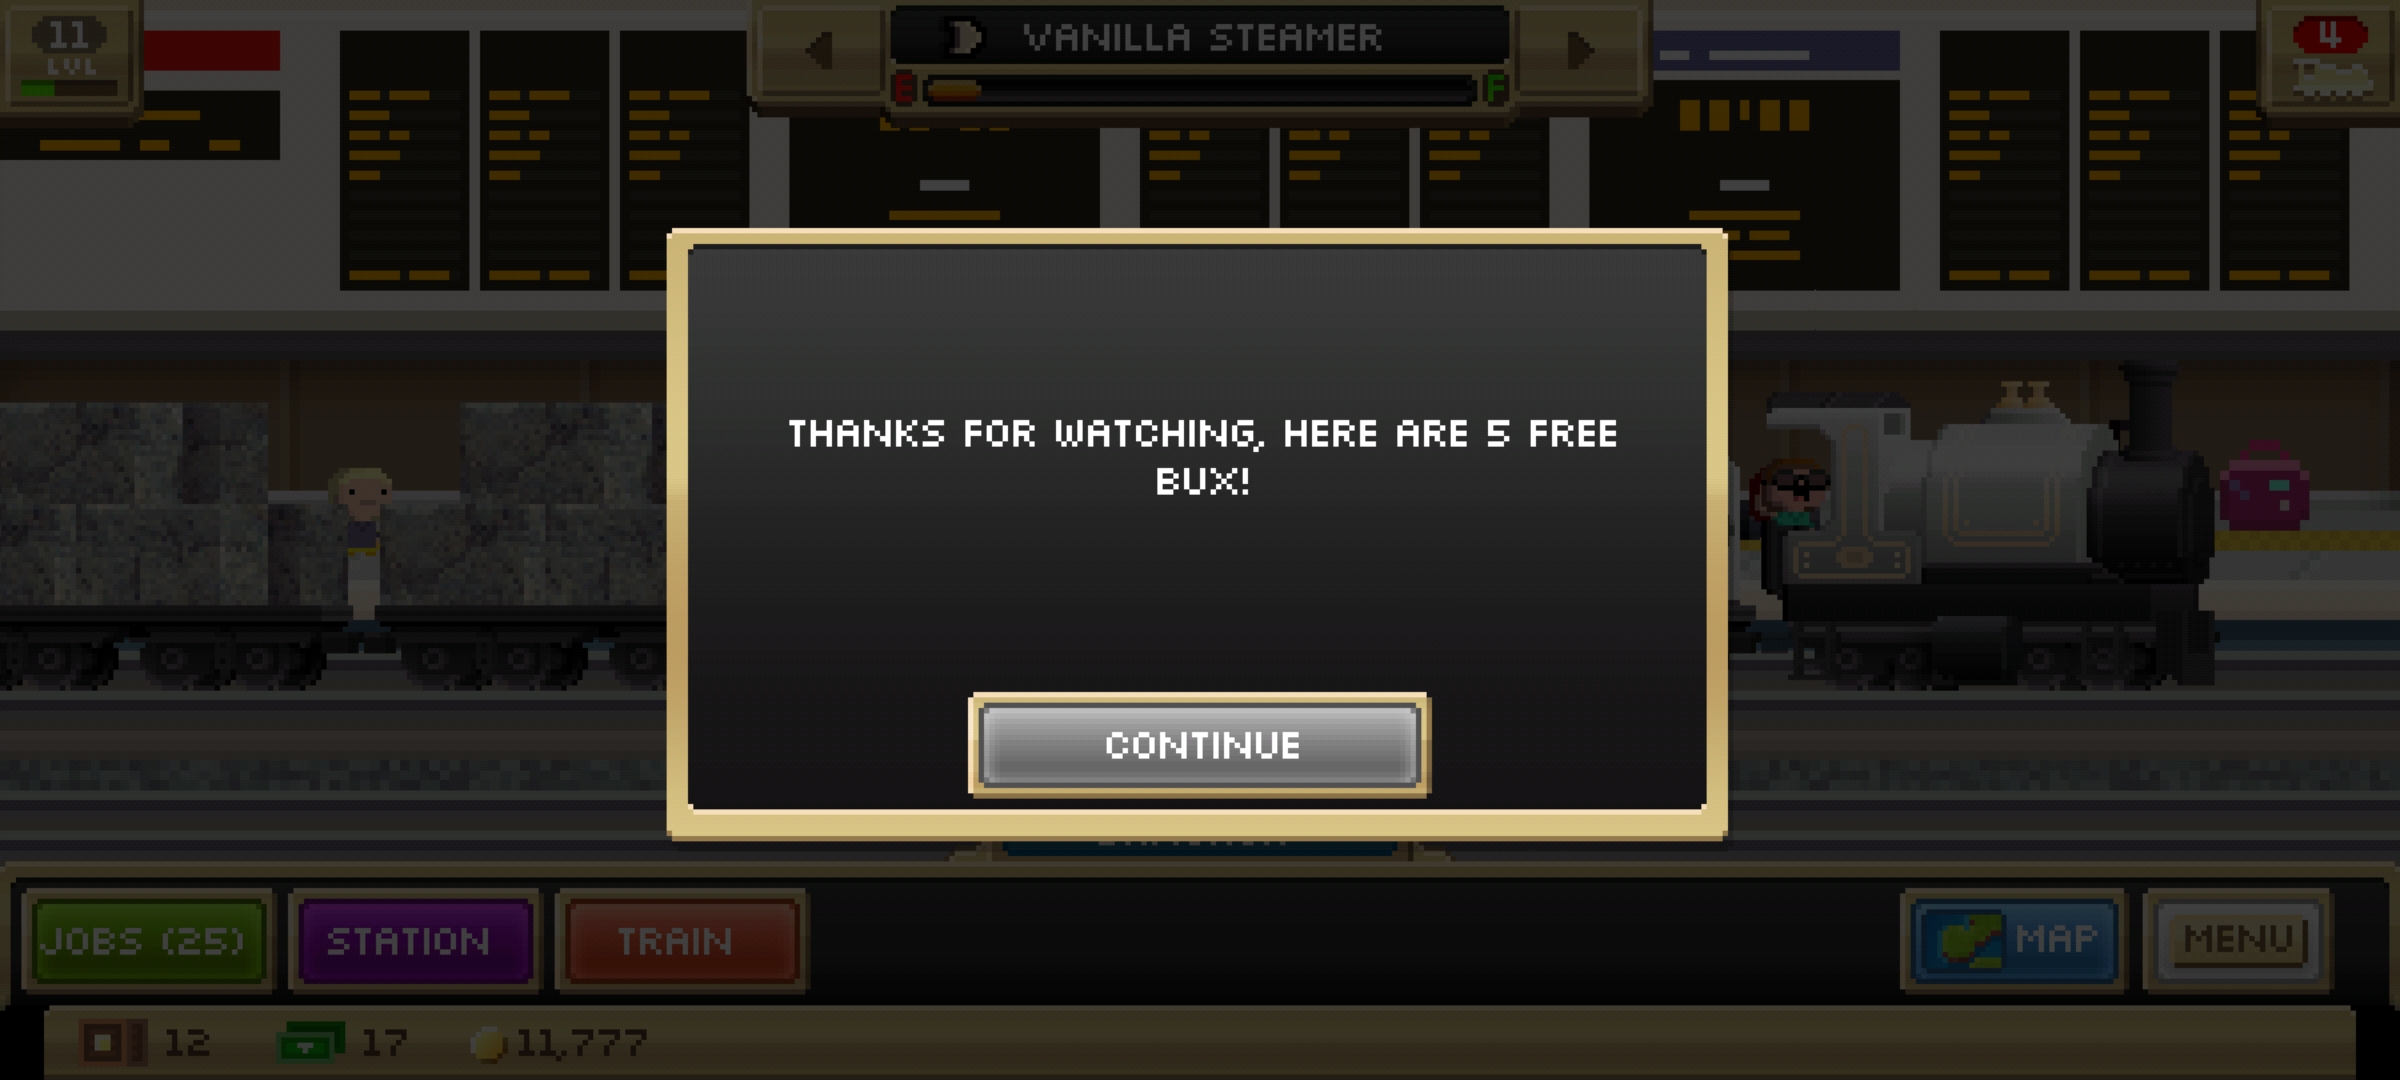 11
LVL
VANILLA STEAMER
E
F
4
THANKS FOR WATCHING, HERE ARE 5 FREE
BUX!
CONTINUE
JOBS (25)
STATION
TRAIN
MAP
MENU
12
17
11,777